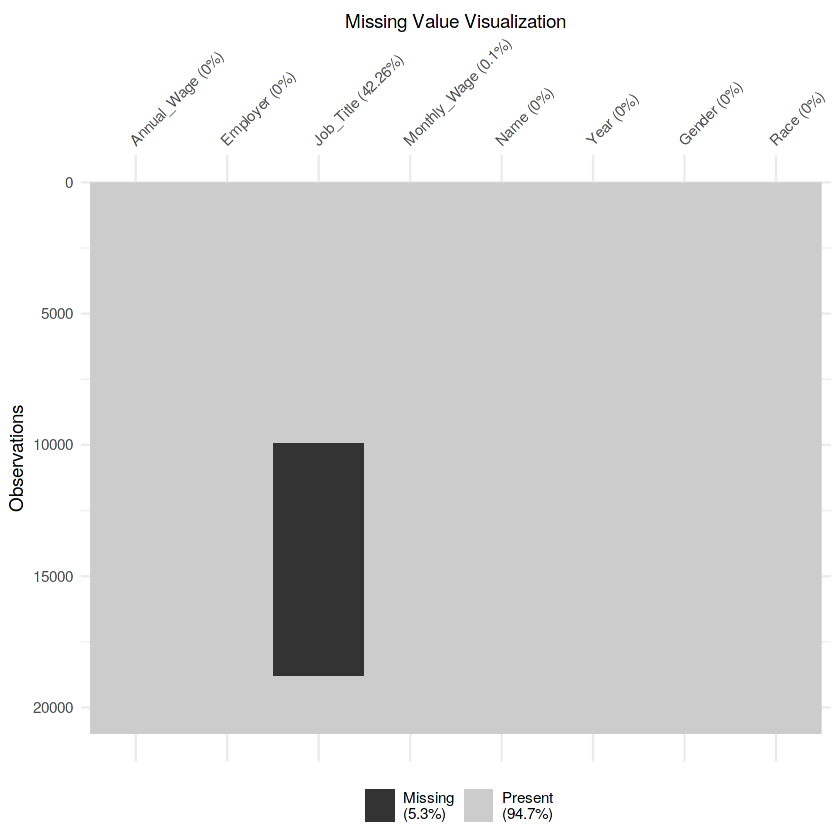 Missing Value Visualization
Annual_Wage (0%)
Employer (0%)
Job_Title (42.26%)
Monthly_Wage (0.1%)
Name (0%)
Year (0%)
Gender (0%)
Race (0%)
0
5000
10000
15000
20000
Observations
Missing
(5.3%)
Present
(94.7%)